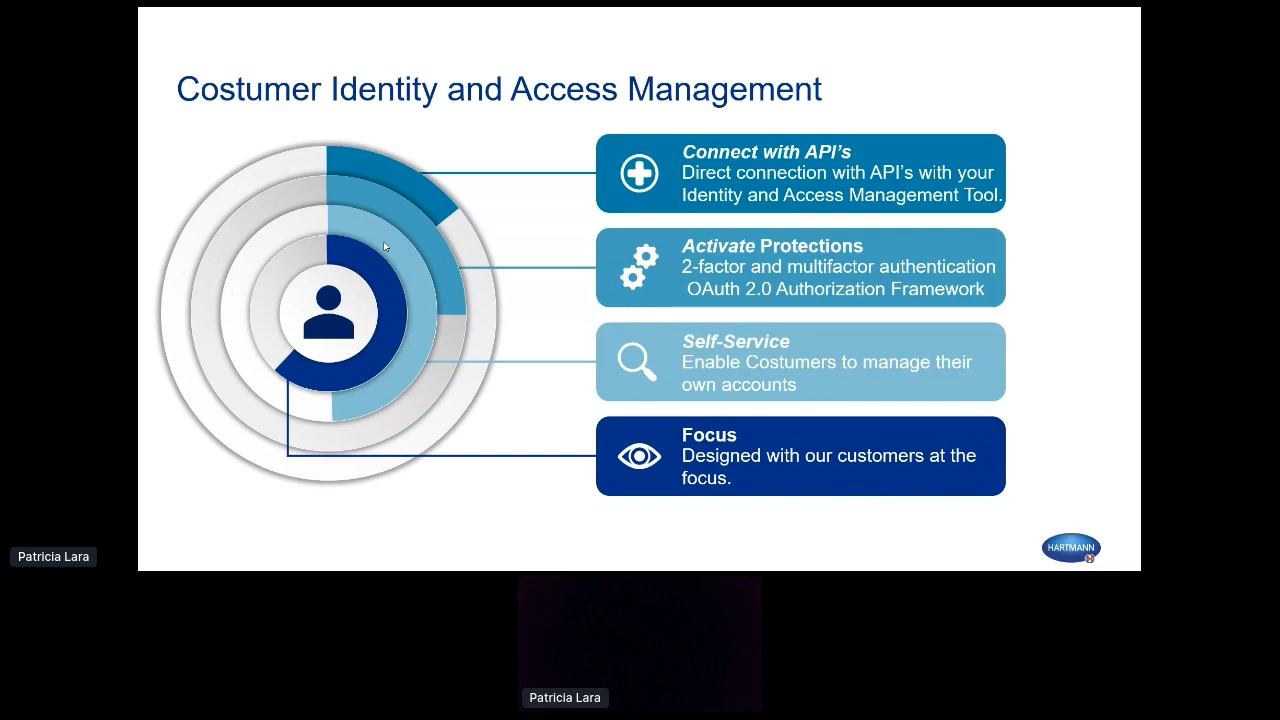 Costumer Identity and Access Management
Connect with API's
Direct connection with API's with your
Identity and Access Management Tool.
Activate Protections
2-factor and multifactor authentication
OAuth 2.0 Authorization Framework
Self-Service
Enable Costumers to manage their
own accounts
Focus
Designed with our customers at the
focus.
HARTMANN
Patricia Lara
Patricia Lara